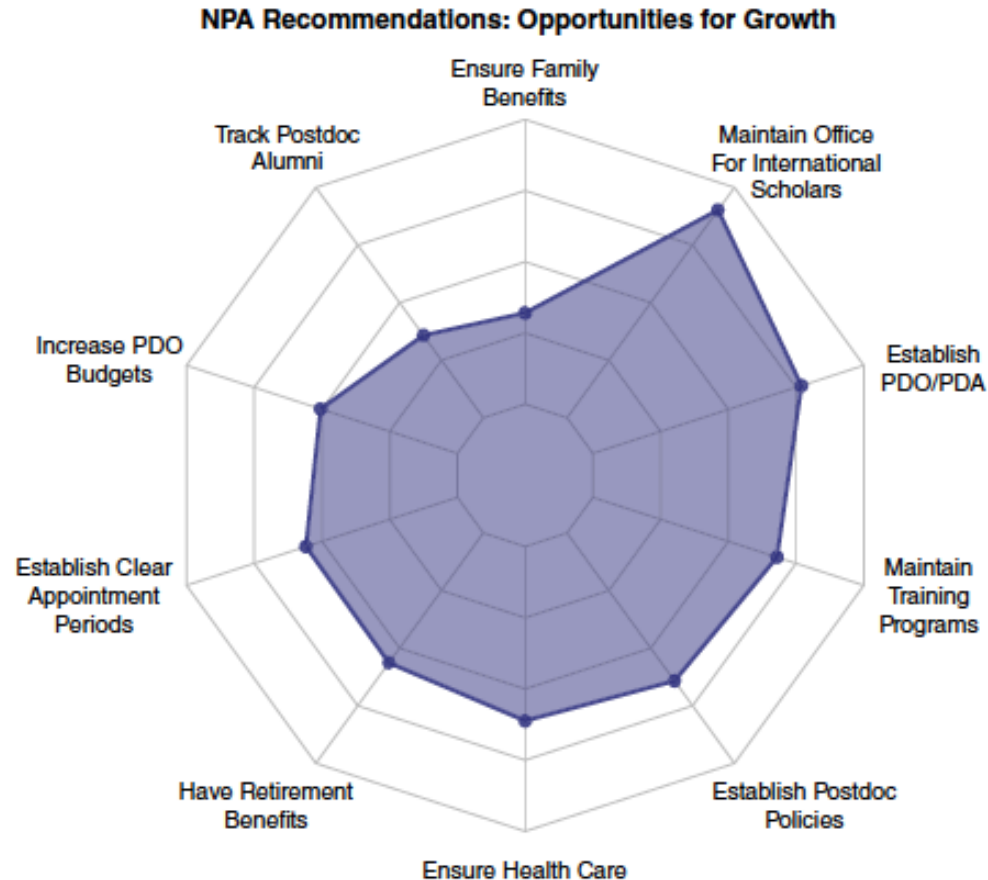 NPA Recommendations: Opportunities for Growth
Ensure Family
Benefits
Maintain Office
For International
Scholars
Establish
PDO/PDA
Maintain
Training
Programs
Establish Postdoc
Policies
Ensure Health Care
Have Retirement
Benefits
Establish Clear
Appointment
Periods
Increase PDO
Budgets
Track Postdoc
Alumni